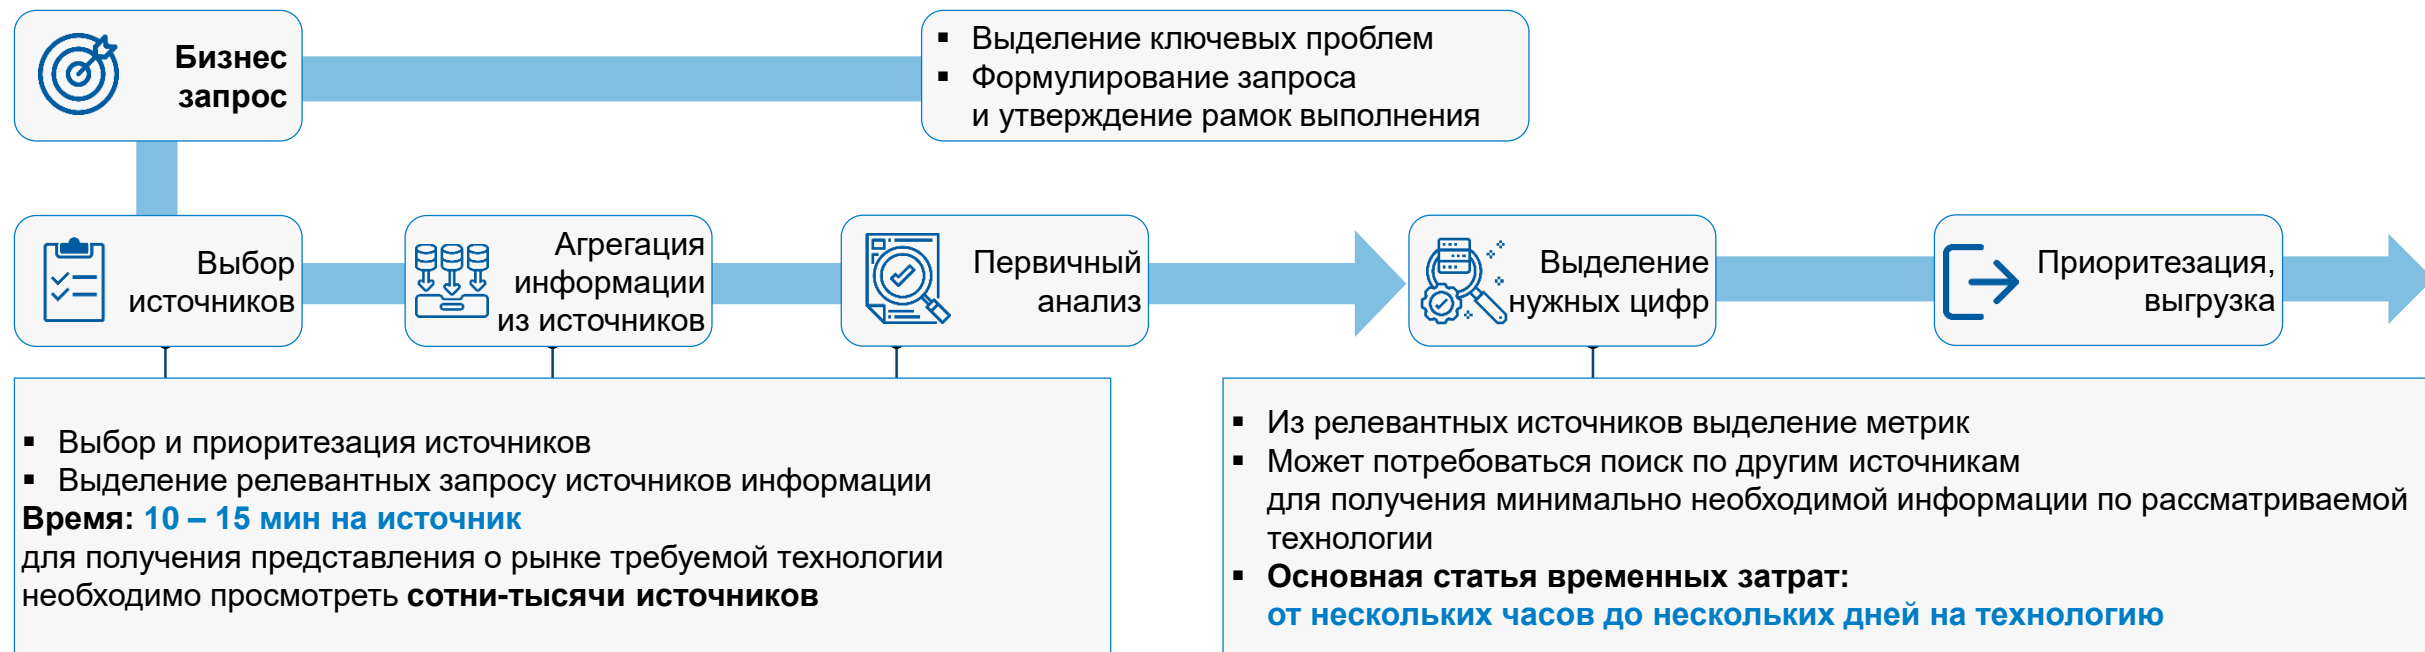 Бизнес
запрос
▪ Выделение ключевых проблем
▪ Формулирование запроса
и утверждение рамок выполнения
Выбор
источников
Агрегация
информации
из источников
Первичный
анализ
Выделение
нужных цифр
Приоритезация,
выгрузка
▪ Выбор и приоритезация источников
▪ Выделение релевантных запросу источников информации
Время: 10 – 15 мин на источник
для получения представления о рынке требуемой технологии
необходимо просмотреть сотни-тысячи источников
▪ Из релевантных источников выделение метрик
▪ Может потребоваться поиск по другим источникам
для получения минимально необходимой информации по рассматриваемой
технологии
▪ Основная статья временных затрат:
от нескольких часов до нескольких дней на технологию